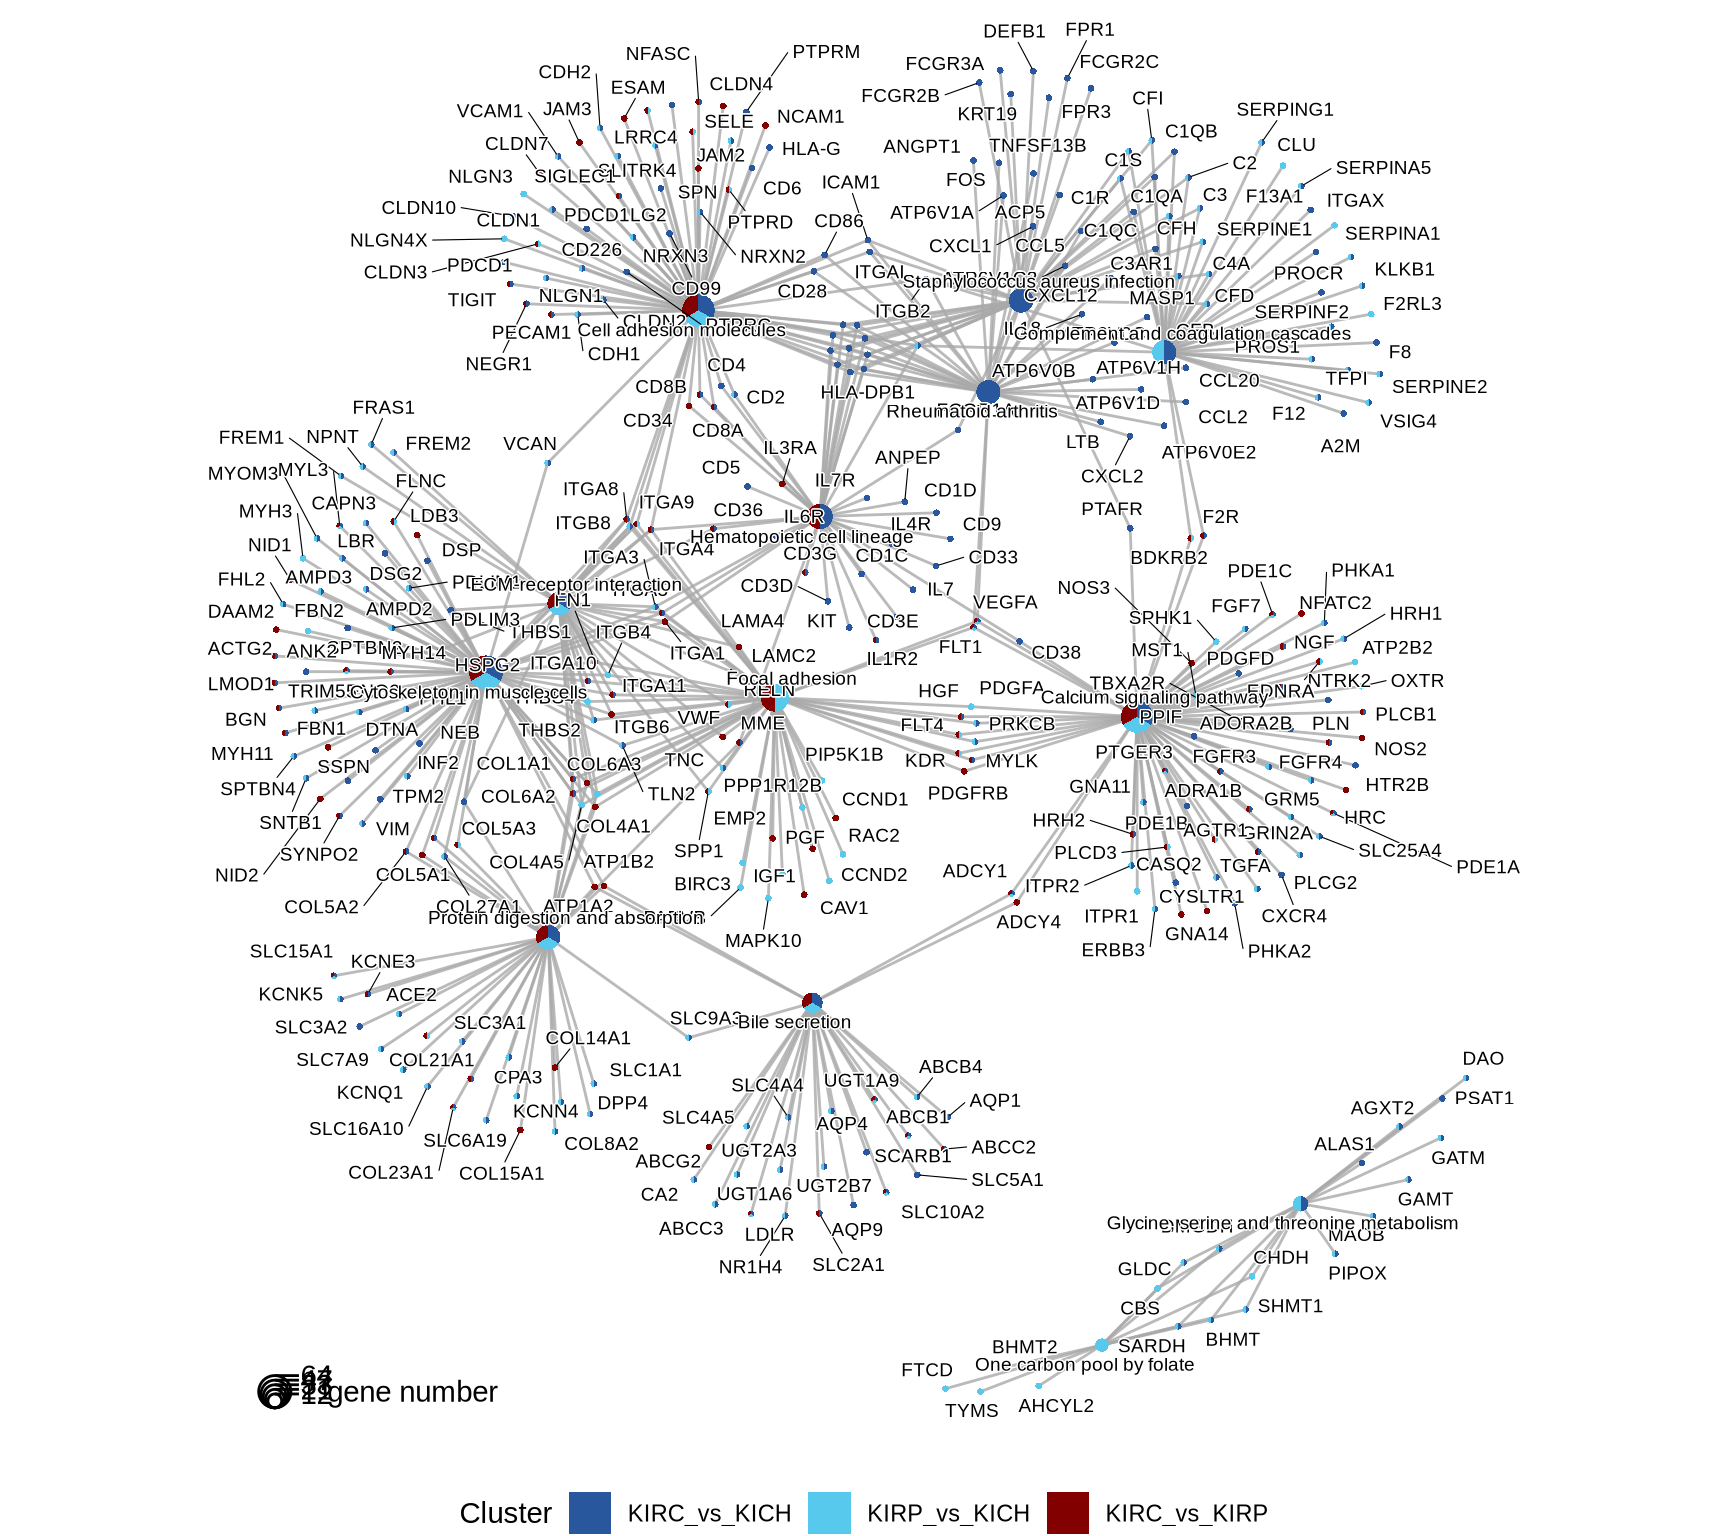 DEFB1
FPR1
NFASC
PTPRM
FCGR3A
FCGR2C
CDH2
ESAM
CLDN4
FCGR2B
KRT19
FPR3
CFI
SERPING1
VCAM1
JAM3
SELE
NCAM1
LRRC4
C1QB
CLDN7
JAM2
HLA-G
ANGPT1
TNFSF13B
C1S
C2
CLU
SERPINA5
NLGN3
SIGLEC1
SLITRK4
SPN
CD6
ICAM1
FOS
C1R
C1QA
C3
F13A1
ITGAX
CLDN10
CLDN1
PDCD1LG2
PTPRD
CD86
ATP6V1A
ACP5
C1QC
CFH
SERPINE1
SERPINA1
NLGN4X
CD226
NRXN3
NRXN2
CXCL1
CCL5
CLDN3
PDCD1
ITGAL
C3AR1
C4A
PROCR
KLKB1
Staphylococcus aureus infection
TIGIT
NLGN1
CD99
CD28
CXCL12
MASP1
CFD
F2RL3
PECAM1
CLDN2
Cell adhesion molecules
ITGB2
SERPINF2
Complement and coagulation cascades
NEGR1
CDH1
PROS1
F8
CD4
ATP6V0B
ATP6V1H
CD8B
CD2
HLA-DPB1
CCL20
TFPI
SERPINE2
FRAS1
CD34
CD8A
Rheumatoid arthritis
ATP6V1D
CCL2
F12
VSIG4
FREM1
NPNT
FREM2
VCAN
IL3RA
LTB
ATP6V0E2
A2M
MYOM3
MYL3
FLNC
CD5
IL7R
ANPEP
CXCL2
CAPN3
ITGA8
ITGA9
CD36
CD1D
PTAFR
MYH3
LDB3
ITGB8
IL6R
IL4R
CD9
F2R
NID1
LBR
DSP
ITGA3
ITGA4
Hematopoietic cell lineage
CD3G
CD1C
CD33
BDKRB2
FHL2
AMPD3
DSG2
ECM-receptor interaction
CD3D
IL7
NOS3
PDE1C
PHKA1
DAAM2
FBN2
AMPD2
PDLIM3
FN1
VEGFA
SPHK1
FGF7
NFATC2
HRH1
THBS1
ITGB4
LAMA4
KIT
CD3E
ACTG2
ANK2
MYH14
ITGA1
LAMC2
IL1R2
FLT1
CD38
MST1
PDGFD
NGF
ATP2B2
HSPG2
ITGA10
Focal adhesion
LMOD1
Cytoskeleton in muscle cells
ITGA11
RELN
HGF
PDGFA
TBXA2R
Calcium signaling pathway
NTRK2
OXTR
BGN
FBN1
DTNA
NEB
THBS2
ITGB6
VWF
MME
FLT4
PRKCB
PPIF
ADORA2B
PLN
PLCB1
MYH11
SSPN
INF2
COL1A1
COL6A3
TNC
PIP5K1B
KDR
MYLK
PTGER3
FGFR3
FGFR4
NOS2
SPTBN4
TPM2
COL6A2
TLN2
PPP1R12B
CCND1
PDGFRB
GNA11
ADRA1B
GRM5
HTR2B
SNTB1
VIM
COL5A3
COL4A1
EMP2
PGF
RAC2
HRH2
PDE1B
AGTR1
GRIN2A
HRC
NID2
SYNPO2
COL5A1
COL4A5
ATP1B2
SPP1
IGF1
CCND2
ADCY1
PLCD3
CASQ2
TGFA
SLC25A4
PDE1A
COL5A2
COL27A1
ATP1A2
BIRC3
CAV1
ITPR2
CYSLTR1
PLCG2
Protein digestion and absorption
ADCY4
ITPR1
GNA14
CXCR4
SLC15A1
KCNE3
MAPK10
ERBB3
PHKA2
KCNK5
ACE2
SLC3A2
SLC3A1
COL14A1
SLC9A3
Bile secretion
SLC7A9
COL21A1
CPA3
SLC1A1
KCNQ1
KCNN4
DPP4
SLC4A4
UGT1A9
ABCB4
DAO
SLC16A10
SLC6A19
COL8A2
SLC4A5
AQP4
ABCB1
AQP1
AGXT2
PSAT1
COL23A1
COL15A1
ABCG2
UGT2A3
SCARB1
ABCC2
ALAS1
GATM
CA2
UGT1A6
UGT2B7
SLC5A1
GAMT
ABCC3
LDLR
AQP9
SLC10A2
Glycine, serine and threonine metabolism
MAOB
NR1H4
SLC2A1
GLDC
CHDH
PIPOX
CBS
SHMT1
BHMT2
SARDH
BHMT
FTCD
One carbon pool by folate
TYMS
AHCYL2
64
12
gene number
Cluster
KIRC_vs_KICH
KIRP_vs_KICH
KIRC_vs_KIRP